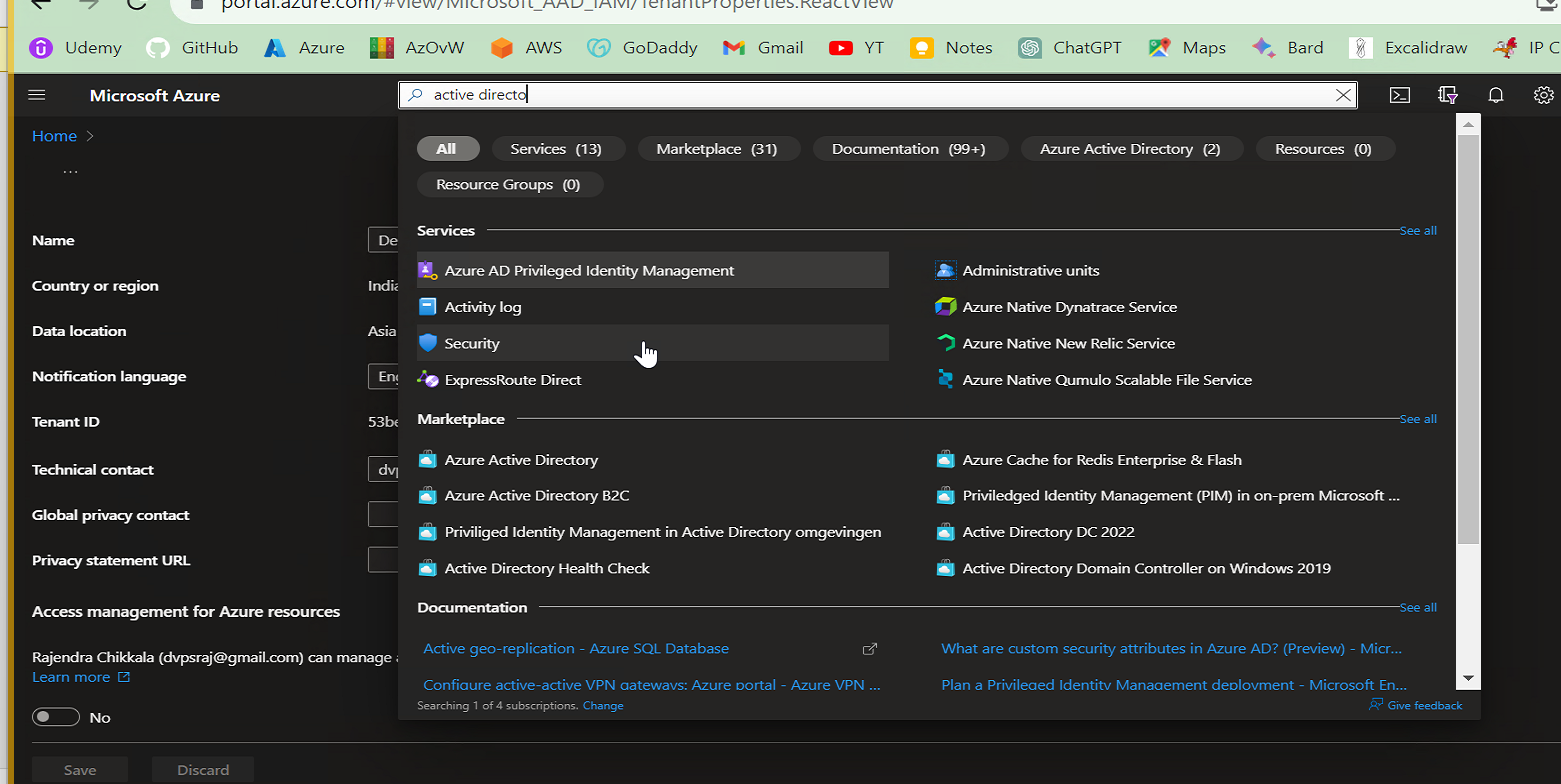 portal.azure.com/#view/Microsoft_AAD_IAM/TenantProperties.ReactView
Udemy GitHub Azure AzOvW AWS GoDaddy Gmail YT Notes ChatGPT Maps Bard Excalidraw IP C
Microsoft Azure
active directo
Home >
...
All Services (13) Marketplace (31) Documentation (99+) Azure Active Directory (2) Resources (0)
Resource Groups (0)
Name De
Country or region India
Data location Asia
Notification language Eng
Tenant ID 53be
Technical contact dvp
Global privacy contact
Privacy statement URL
Access management for Azure resources
Rajendra Chikkala (dvpsraj@gmail.com) can manage a
Learn more
No
Save Discard
Services See all
Azure AD Privileged Identity Management
Activity log
Security
ExpressRoute Direct
Administrative units
Azure Native Dynatrace Service
Azure Native New Relic Service
Azure Native Qumulo Scalable File Service
Marketplace See all
Azure Active Directory
Azure Active Directory B2C
Priviliged Identity Management in Active Directory omgevingen
Active Directory Health Check
Azure Cache for Redis Enterprise & Flash
Priviledged Identity Management (PIM) in on-prem Microsoft ...
Active Directory DC 2022
Active Directory Domain Controller on Windows 2019
Documentation See all
Active geo-replication - Azure SQL Database
What are custom security attributes in Azure AD? (Preview) - Micr...
Configure active-active VPN gateways: Azure portal - Azure VPN ...
Plan a Privileged Identity Management deployment - Microsoft En...
Searching 1 of 4 subscriptions. Change
Give feedback